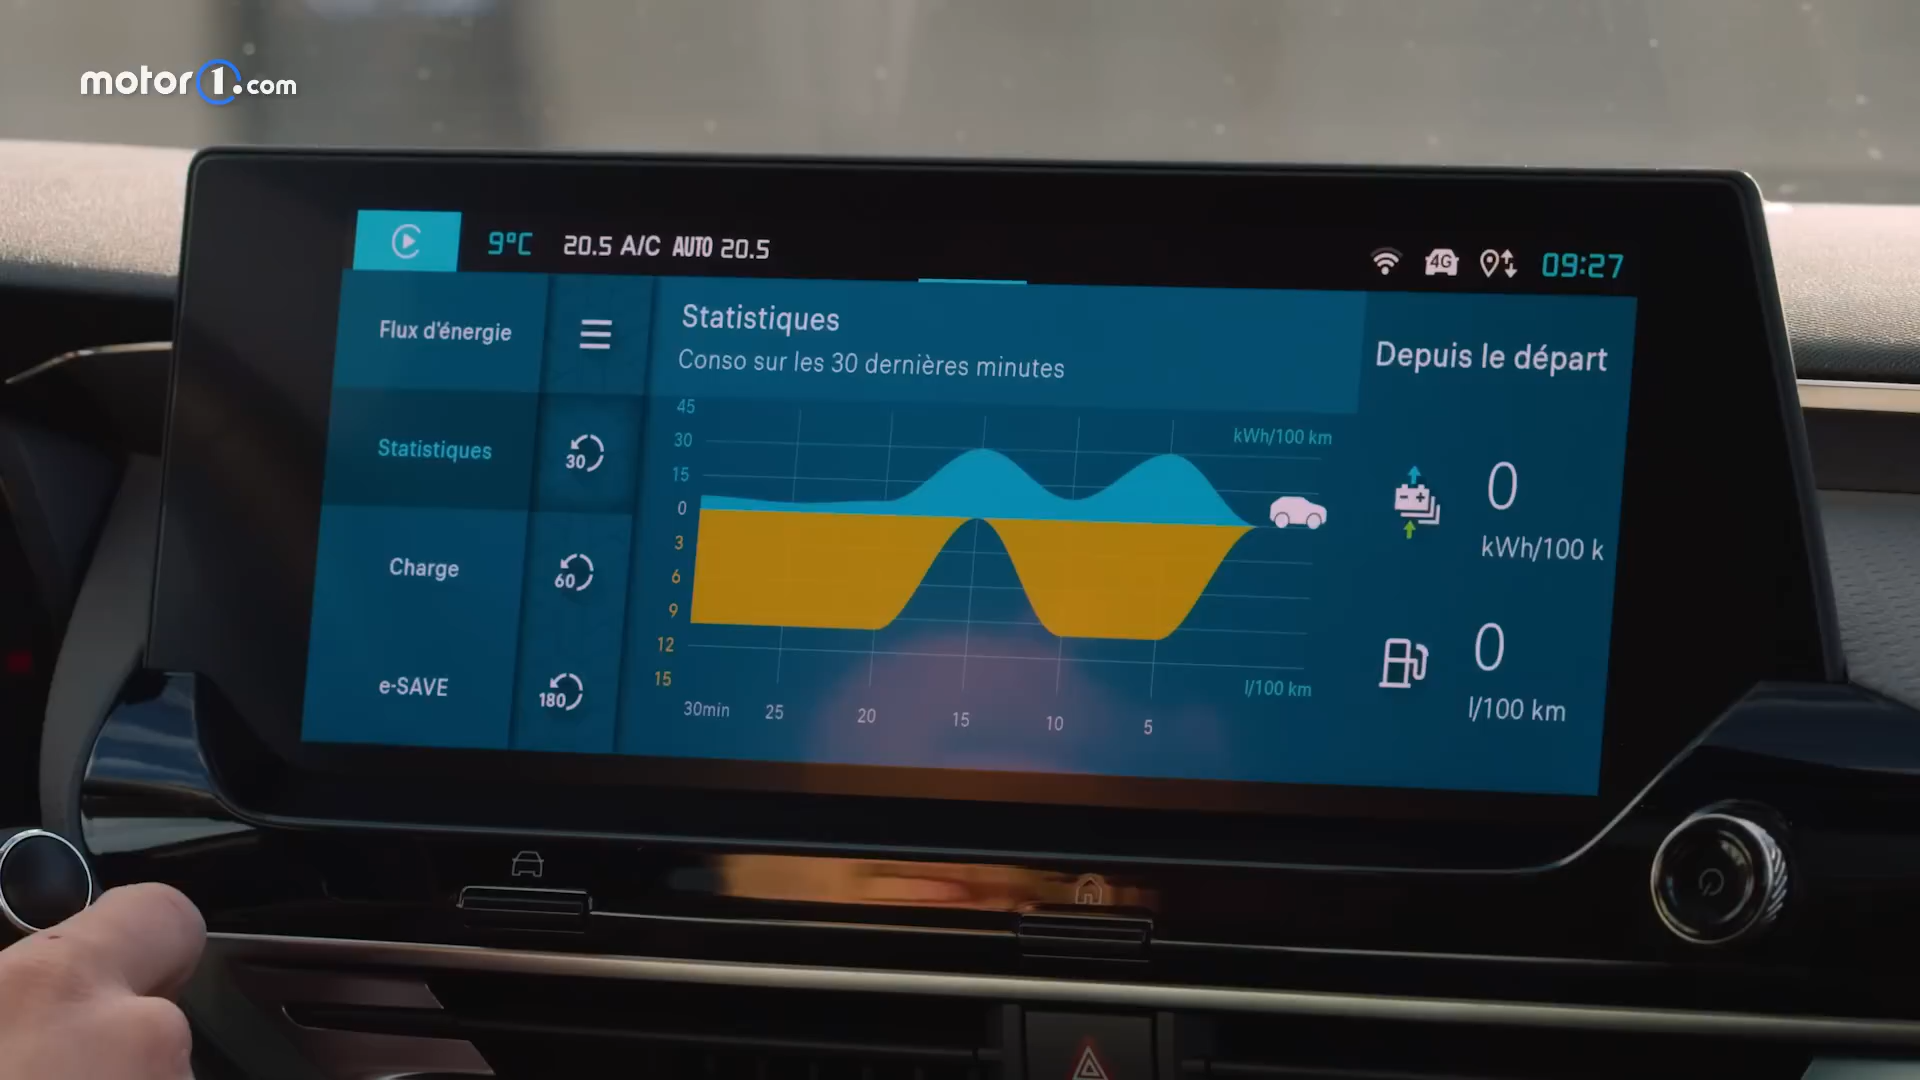 motor1.com
9°C
20.5 A/C AUTO 20.5
4G
09:27
Flux d'énergie
Statistiques
30
Charge
60
e-SAVE
180
Statistiques
Conso sur les 30 dernières minutes
45
30
15
0
3
6
9
12
15
kWh/100 km
l/100 km
30min 25 20 15 10 5
Depuis le départ
0
kWh/100 k
0
l/100 km